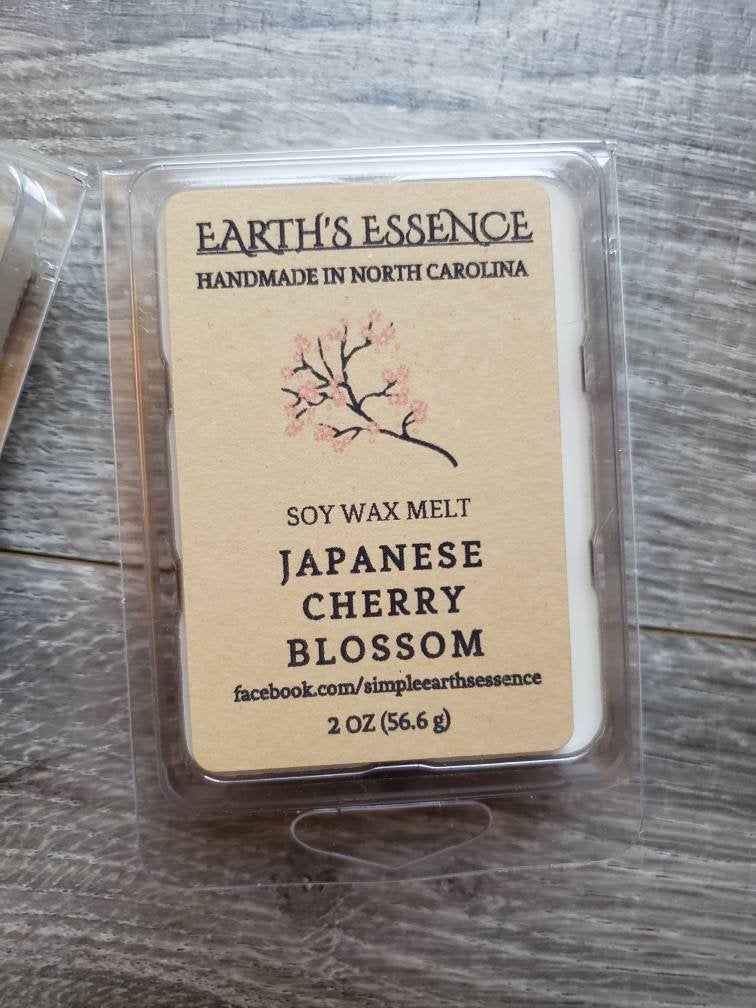 EARTH'S ESSENCE
HANDMADE IN NORTH CAROLINA
SOY WAX MELT
JAPANESE
CHERRY
BLOSSOM
facebook.com/simpleearthsessence
2 OZ (56.6 g)